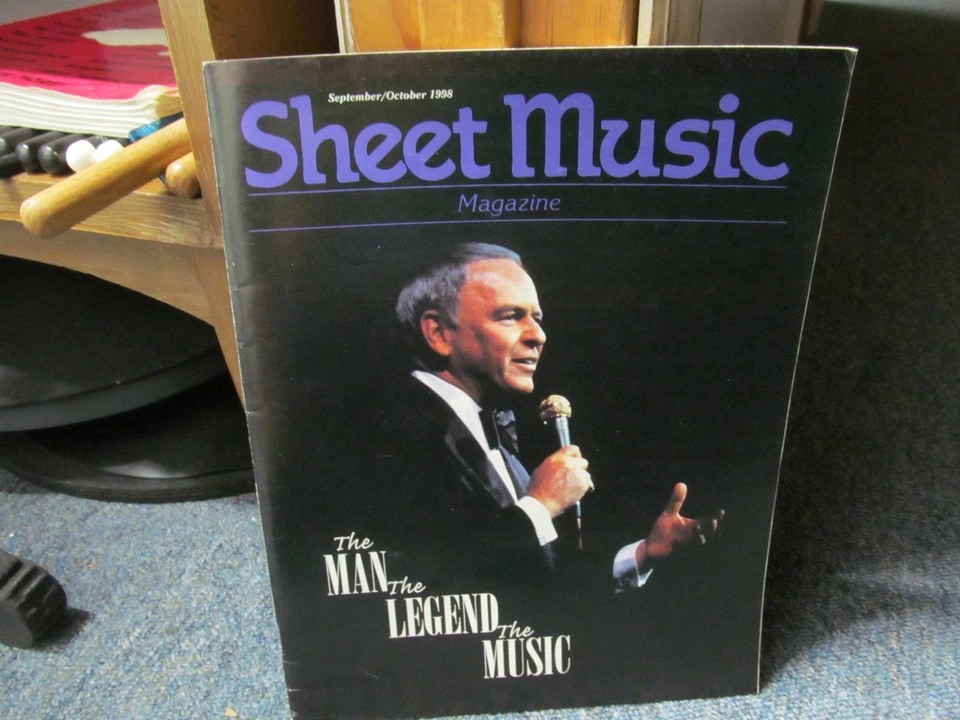 September/October 1998
Sheet Music
Magazine
The
MAN
The
LEGEND
The
MUSIC